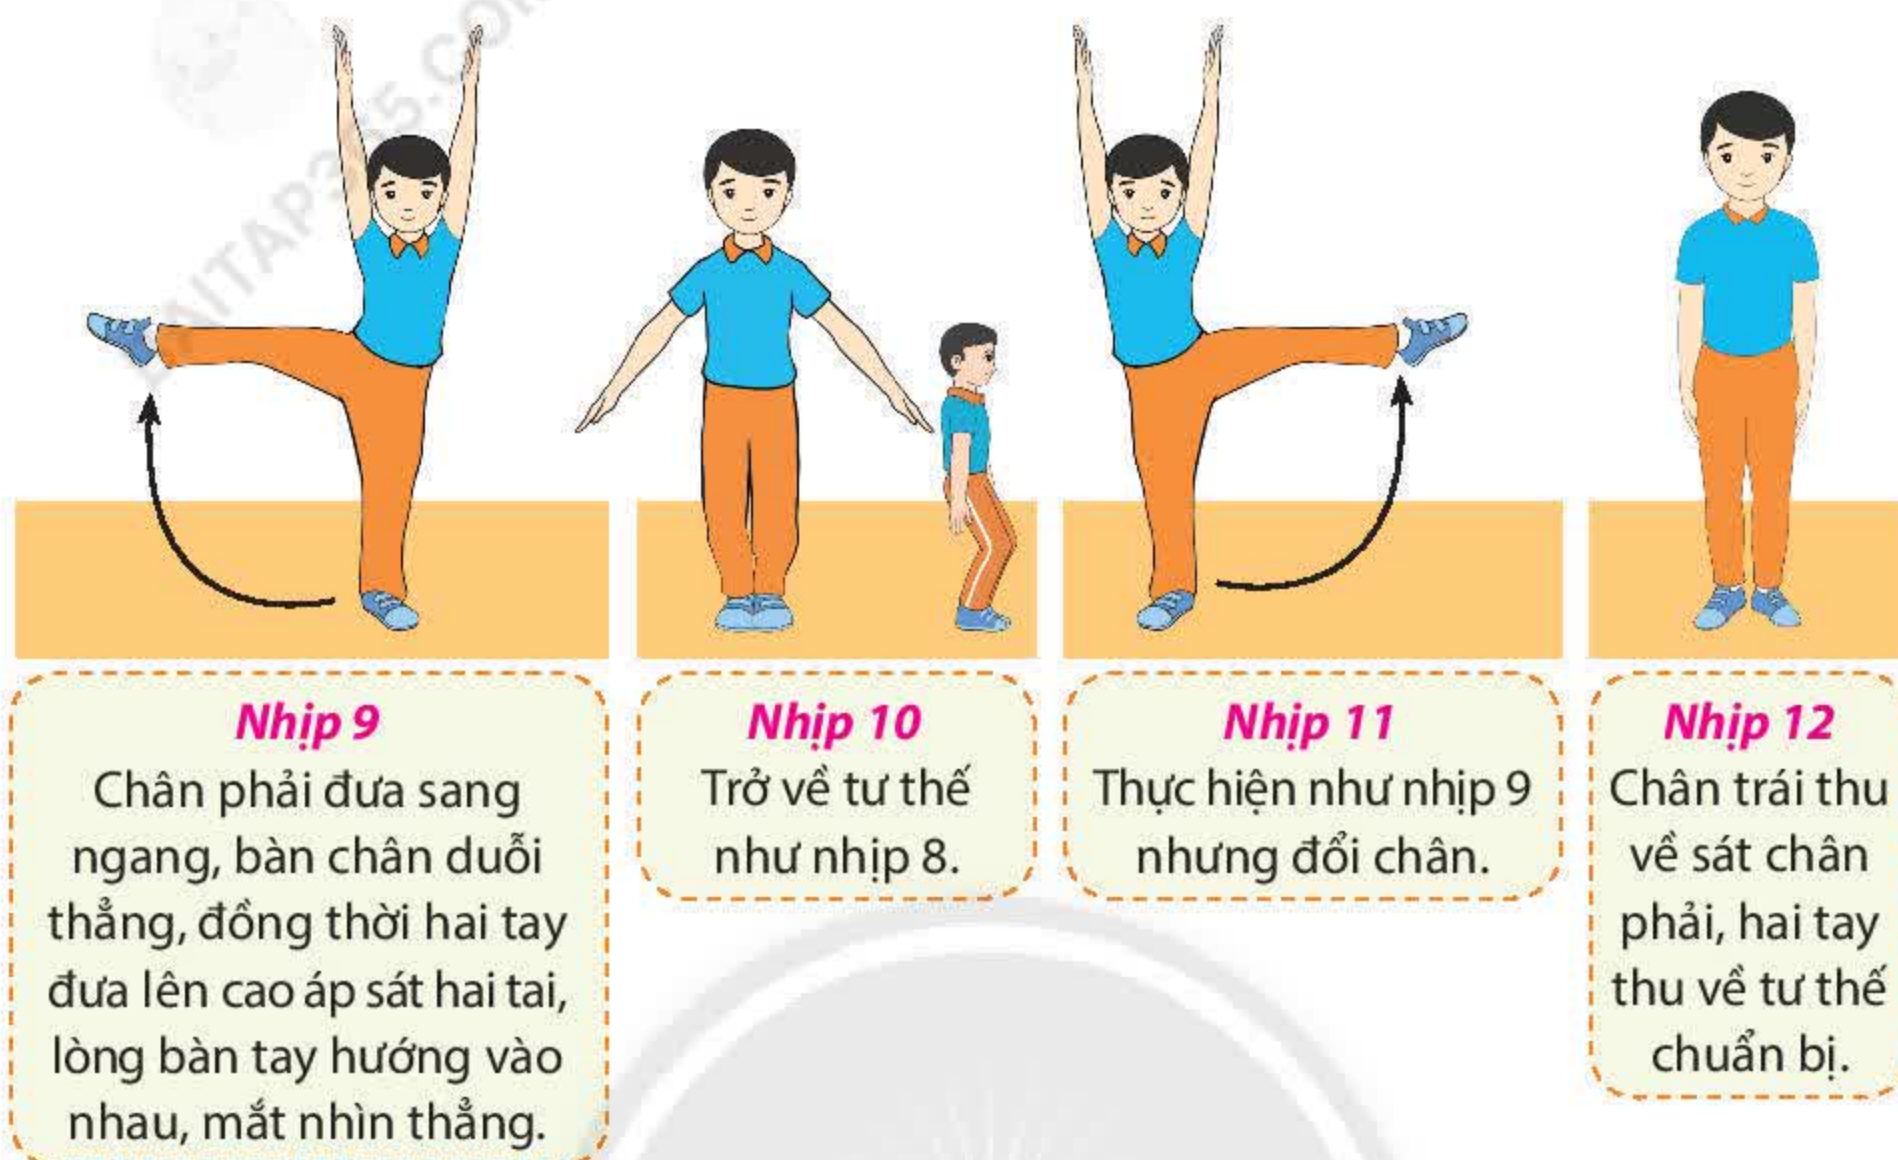 BAITAP365.COM
Nhịp 9
Chân phải đưa sang
ngang, bàn chân duỗi
thẳng, đồng thời hai tay
đưa lên cao áp sát hai tai,
lòng bàn tay hướng vào
nhau, mắt nhìn thẳng.
Nhịp 10
Trở về tư thế
như nhịp 8.
Nhịp 11
Thực hiện như nhịp 9
nhưng đổi chân.
Nhịp 12
Chân trái thu
về sát chân
phải, hai tay
thu về tư thế
chuẩn bị.